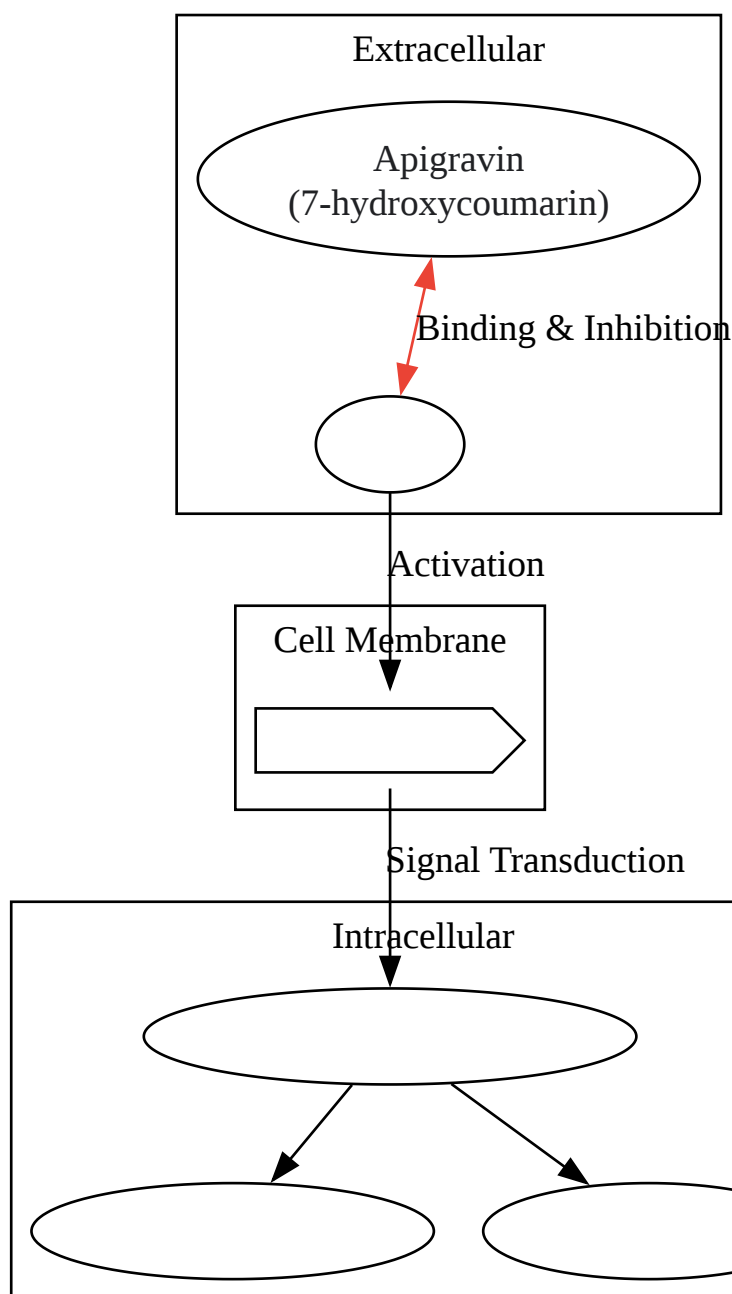 Extracellular
Apigravin
(7-hydroxycoumarin)
Binding & Inhibition
Activation
Cell Membrane
Signal Transduction
Intracellular